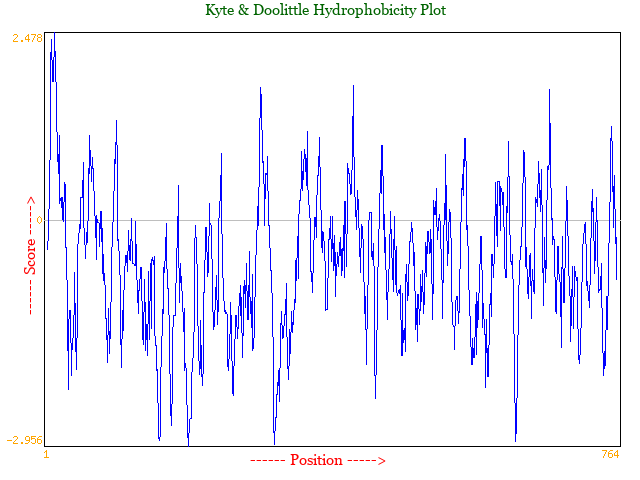 Kyte & Doolittle Hydrophobicity Plot
2.478
0
------ Score ----->
-2.956
1
764
------ Position ----->